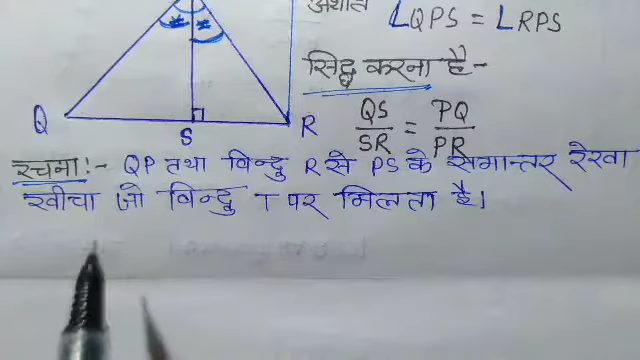 अर्थात ∠QPS = ∠RPS
सिद्ध करना है-
QS/SR = PQ/PR
Q
S
R
रचना:- QP तथा विन्दु R से PS के समान्तर रेखा
खीचा जो विन्दु T पर मिलता है।